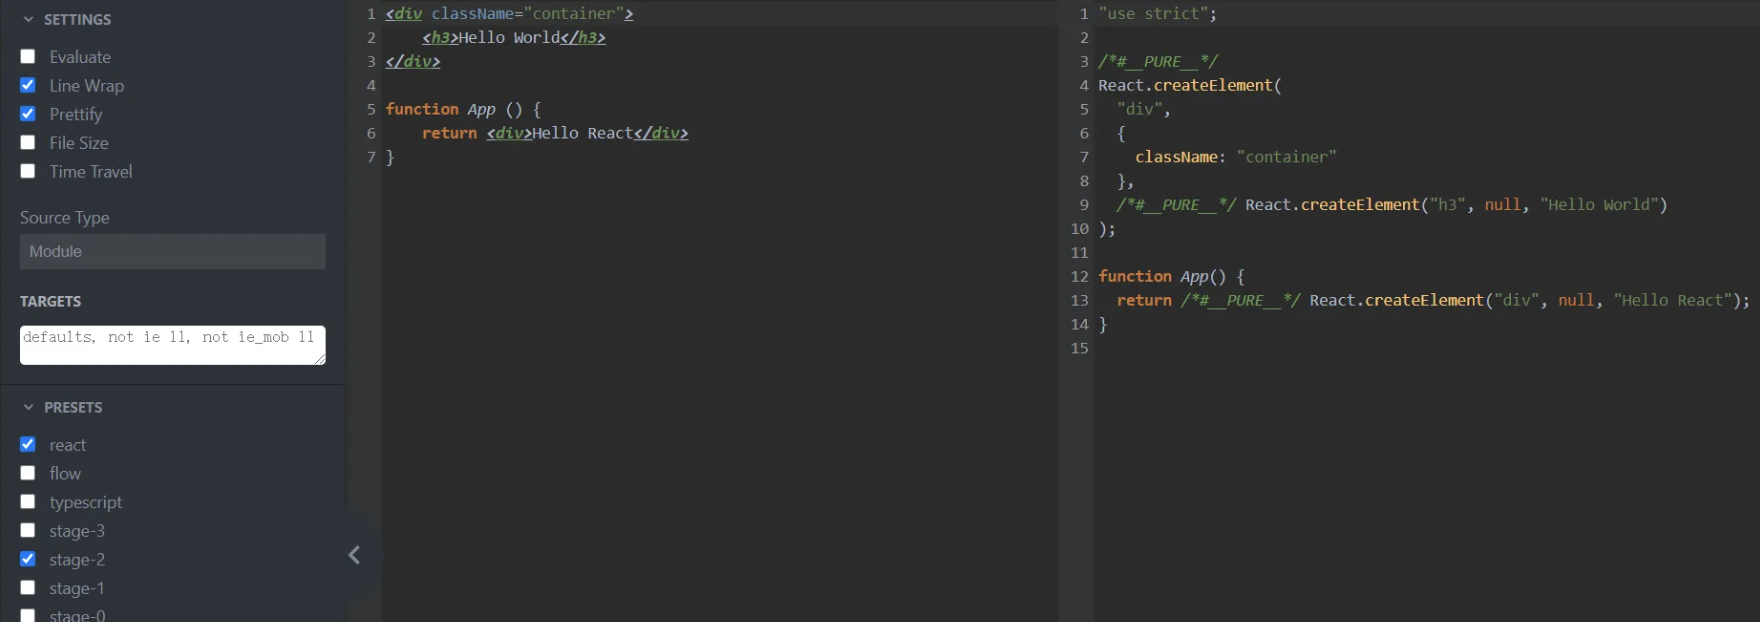 SETTINGS
Evaluate
Line Wrap
Prettify
File Size
Time Travel
Source Type
Module
TARGETS
defaults, not ie 11, not ie_mob 11
PRESETS
react
flow
typescript
stage-3
stage-2
stage-1
stage-0
1 <div className="container">
2     <h3>Hello World</h3>
3 </div>
4
5 function App () {
6     return <div>Hello React</div>
7 }
1 "use strict";
2
3 /*#__PURE__*/
4 React.createElement(
5   "div",
6   {
7     className: "container"
8   },
9   /*#__PURE__*/ React.createElement("h3", null, "Hello World")
10 );
11
12 function App() {
13   return /*#__PURE__*/ React.createElement("div", null, "Hello React");
14 }
15